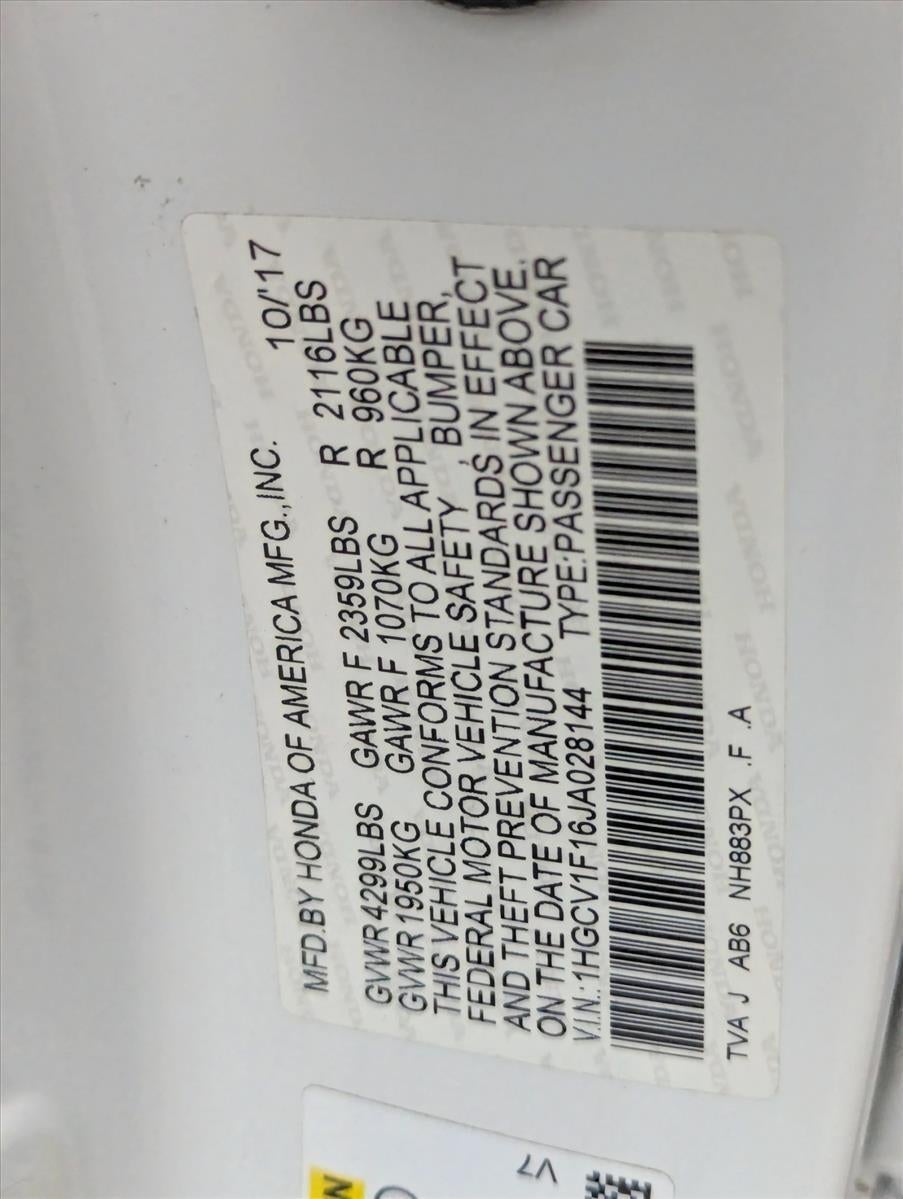 MFD.BY HONDA OF AMERICA MFG.,INC. 10/'17
GVWR 4299LBS GAWR F 2359LBS R 2116LBS
GVWR 1950KG GAWR F 1070KG R 960KG
THIS VEHICLE CONFORMS TO ALL APPLICABLE
FEDERAL MOTOR VEHICLE SAFETY , BUMPER,
AND THEFT PREVENTION STANDARDS, IN EFFECT
ON THE DATE OF MANUFACTURE SHOWN ABOVE.
V.I.N.:1HGCV1F16JA028144 TYPE:PASSENGER CAR
TVA J AB6 NH883PX .F .A
V7